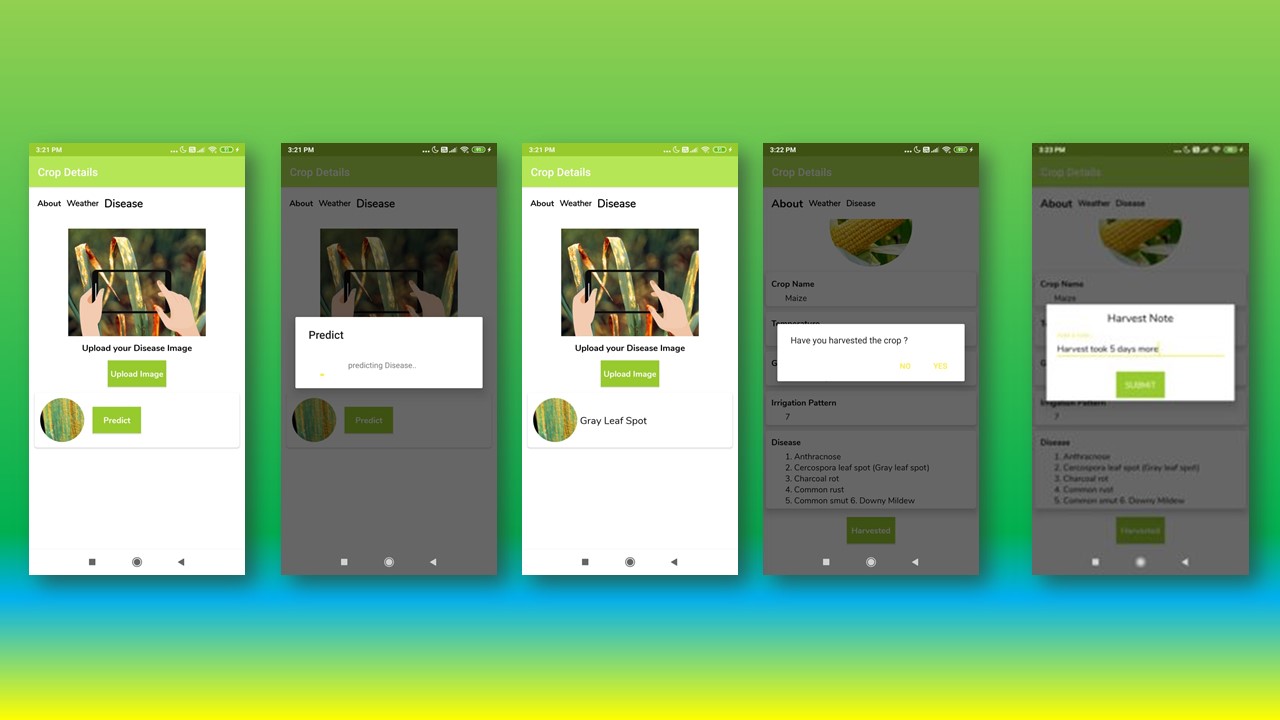 3:21 PM
Crop Details
About Weather Disease
Upload your Disease Image
Upload Image
Predict
3:21 PM
Crop Details
About Weather Disease
Predict
predicting Disease..
Predict
3:21 PM
Crop Details
About Weather Disease
Upload your Disease Image
Upload Image
Gray Leaf Spot
3:22 PM
Crop Details
About Weather Disease
Crop Name
Maize
Temperature
Have you harvested the crop ?
NO YES
Irrigation Pattern
7
Disease
1. Anthracnose
2. Cercospora leaf spot (Gray leaf spot)
3. Charcoal rot
4. Common rust
5. Common smut 6. Downy Mildew
Harvested
3:23 PM
Crop Details
About Weather Disease
Crop Name
Maize
Harvest Note
Harvest took 5 days more
SUBMIT
Irrigation Pattern
7
Disease
1. Anthracnose
2. Cercospora leaf spot (Gray leaf spot)
3. Charcoal rot
4. Common rust
5. Common smut 6. Downy Mildew
Harvested